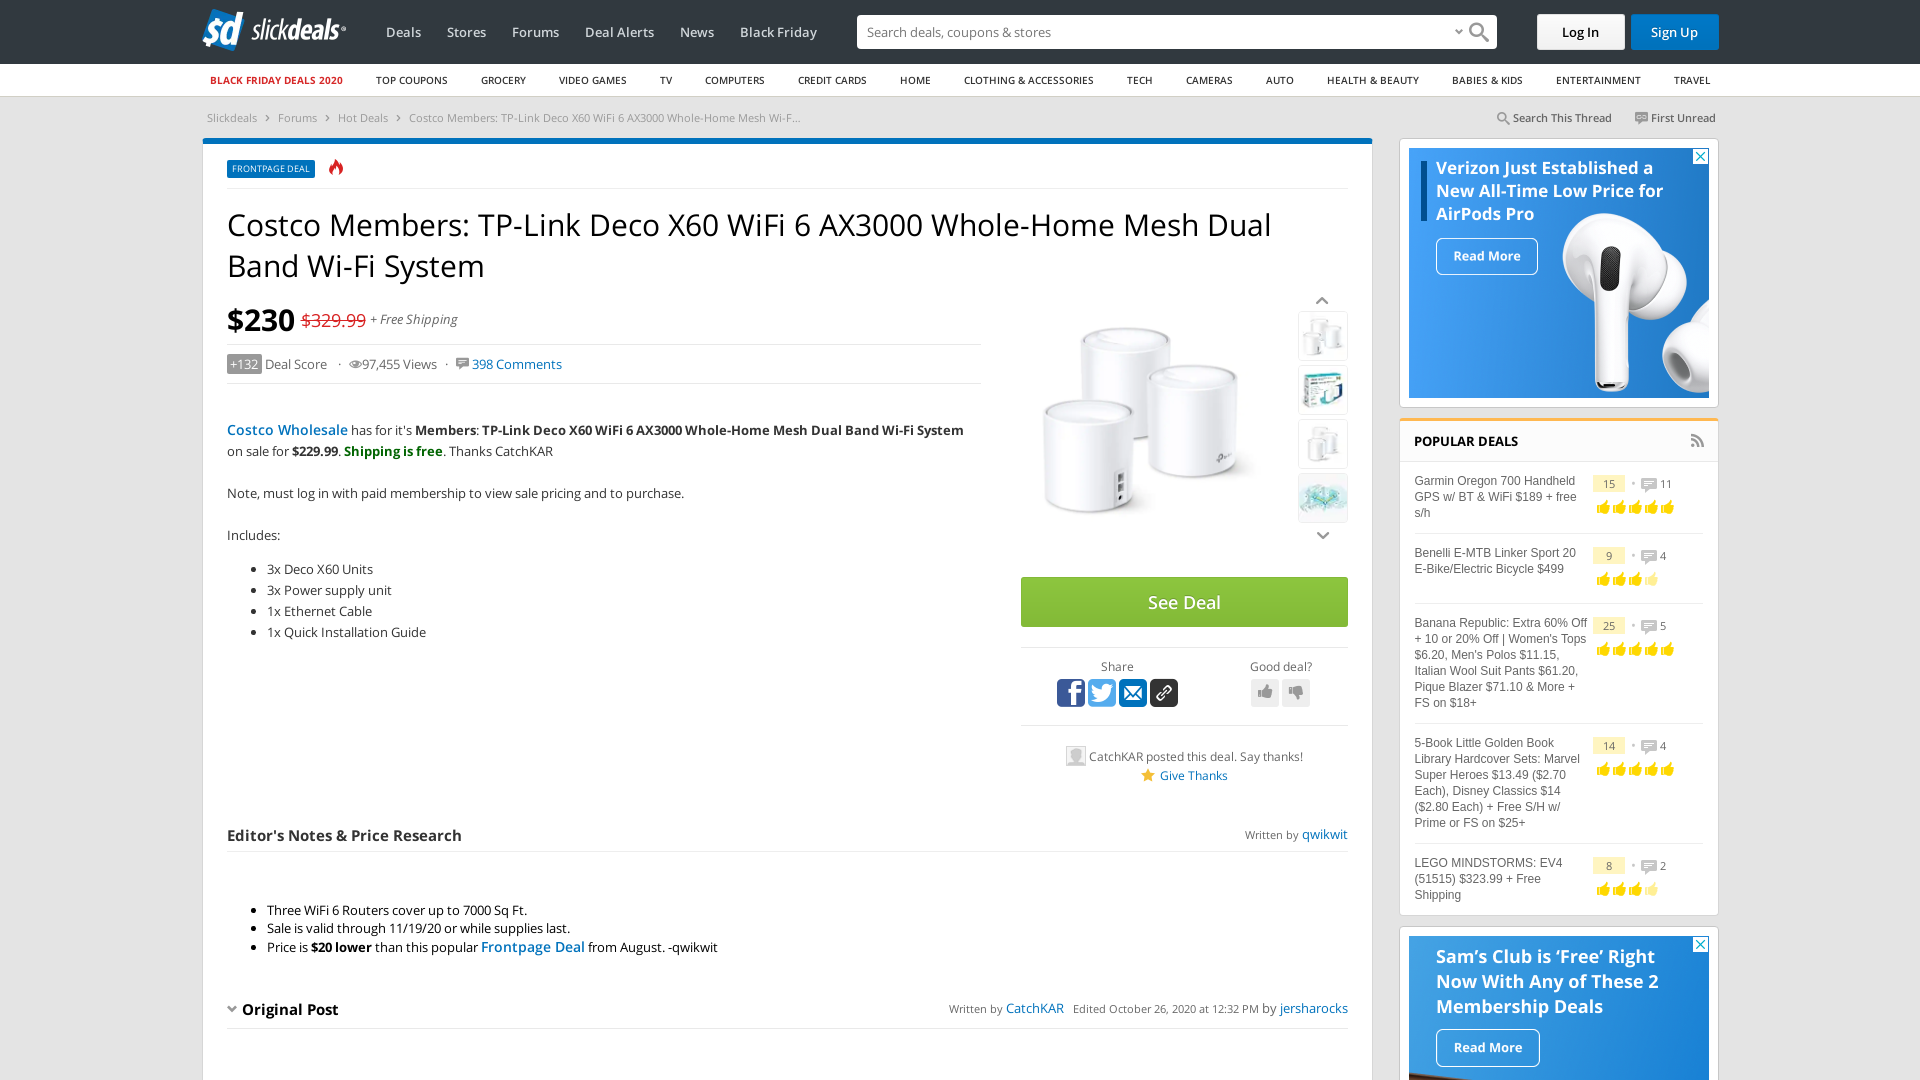 slickdeals
Deals
Stores
Forums
Deal Alerts
News
Black Friday
Search deals, coupons & stores
Log In
Sign Up
BLACK FRIDAY DEALS 2020
TOP COUPONS
GROCERY
VIDEO GAMES
TV
COMPUTERS
CREDIT CARDS
HOME
CLOTHING & ACCESSORIES
TECH
CAMERAS
AUTO
HEALTH & BEAUTY
BABIES & KIDS
ENTERTAINMENT
TRAVEL
Slickdeals › Forums › Hot Deals › Costco Members: TP-Link Deco X60 WiFi 6 AX3000 Whole-Home Mesh Wi-F...
Search This Thread
First Unread
FRONTPAGE DEAL
Costco Members: TP-Link Deco X60 WiFi 6 AX3000 Whole-Home Mesh Dual
Band Wi-Fi System
$230 $329.99 + Free Shipping
+132 Deal Score · 97,455 Views · 398 Comments
Costco Wholesale has for it's Members: TP-Link Deco X60 WiFi 6 AX3000 Whole-Home Mesh Dual Band Wi-Fi System
on sale for $229.99. Shipping is free. Thanks CatchKAR
Note, must log in with paid membership to view sale pricing and to purchase.
Includes:
3x Deco X60 Units
3x Power supply unit
1x Ethernet Cable
1x Quick Installation Guide
See Deal
Share
Good deal?
CatchKAR posted this deal. Say thanks!
Give Thanks
Editor's Notes & Price Research
Written by qwikwit
Three WiFi 6 Routers cover up to 7000 Sq Ft.
Sale is valid through 11/19/20 or while supplies last.
Price is $20 lower than this popular Frontpage Deal from August. -qwikwit
Original Post
Written by CatchKAR Edited October 26, 2020 at 12:32 PM by jersharocks
Verizon Just Established a
New All-Time Low Price for
AirPods Pro
Read More
POPULAR DEALS
Garmin Oregon 700 Handheld
GPS w/ BT & WiFi $189 + free
s/h
15 • 11
Benelli E-MTB Linker Sport 20
E-Bike/Electric Bicycle $499
9 • 4
Banana Republic: Extra 60% Off
+ 10 or 20% Off | Women's Tops
$6.20, Men's Polos $11.15,
Italian Wool Suit Pants $61.20,
Pique Blazer $71.10 & More +
FS on $18+
25 • 5
5-Book Little Golden Book
Library Hardcover Sets: Marvel
Super Heroes $13.49 ($2.70
Each), Disney Classics $14
($2.80 Each) + Free S/H w/
Prime or FS on $25+
14 • 4
LEGO MINDSTORMS: EV4
(51515) $323.99 + Free
Shipping
8 • 2
Sam's Club is 'Free' Right
Now With Any of These 2
Membership Deals
Read More